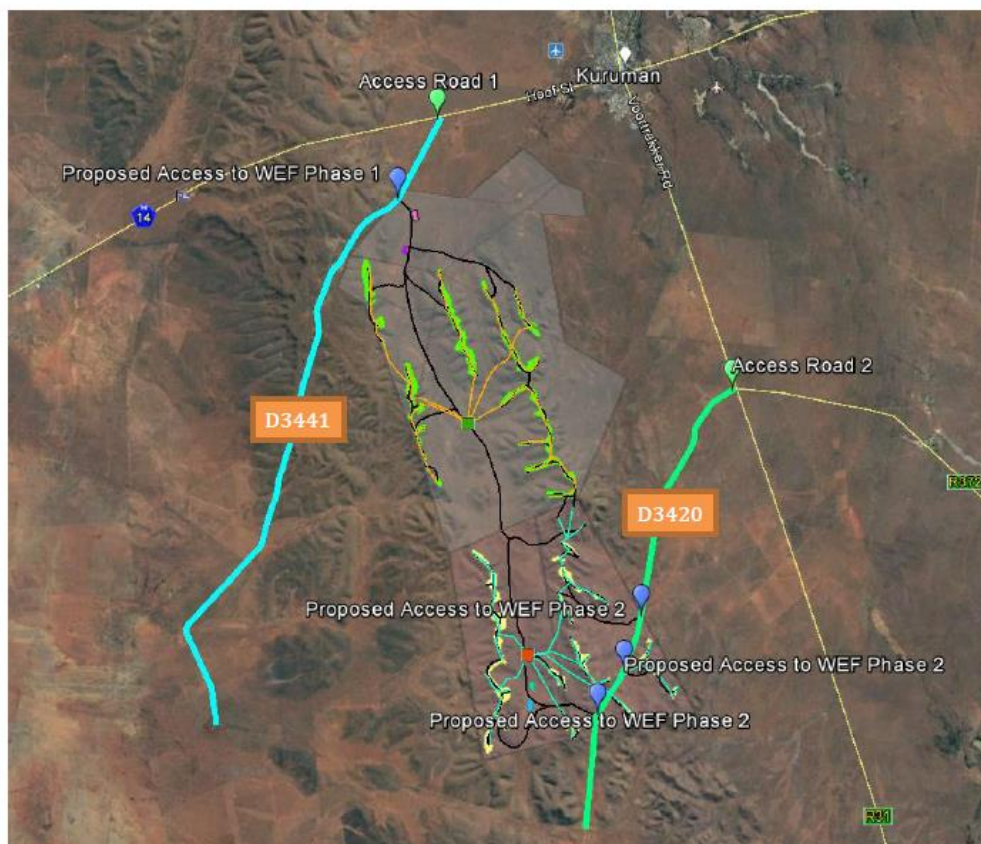 Kuruman
Access Road 1
Hoof St
Voortrekker Rd
Proposed Access to WEF Phase 1
14
Access Road 2
D3441
R372
D3420
Proposed Access to WEF Phase 2
Proposed Access to WEF Phase 2
Proposed Access to WEF Phase 2
R31